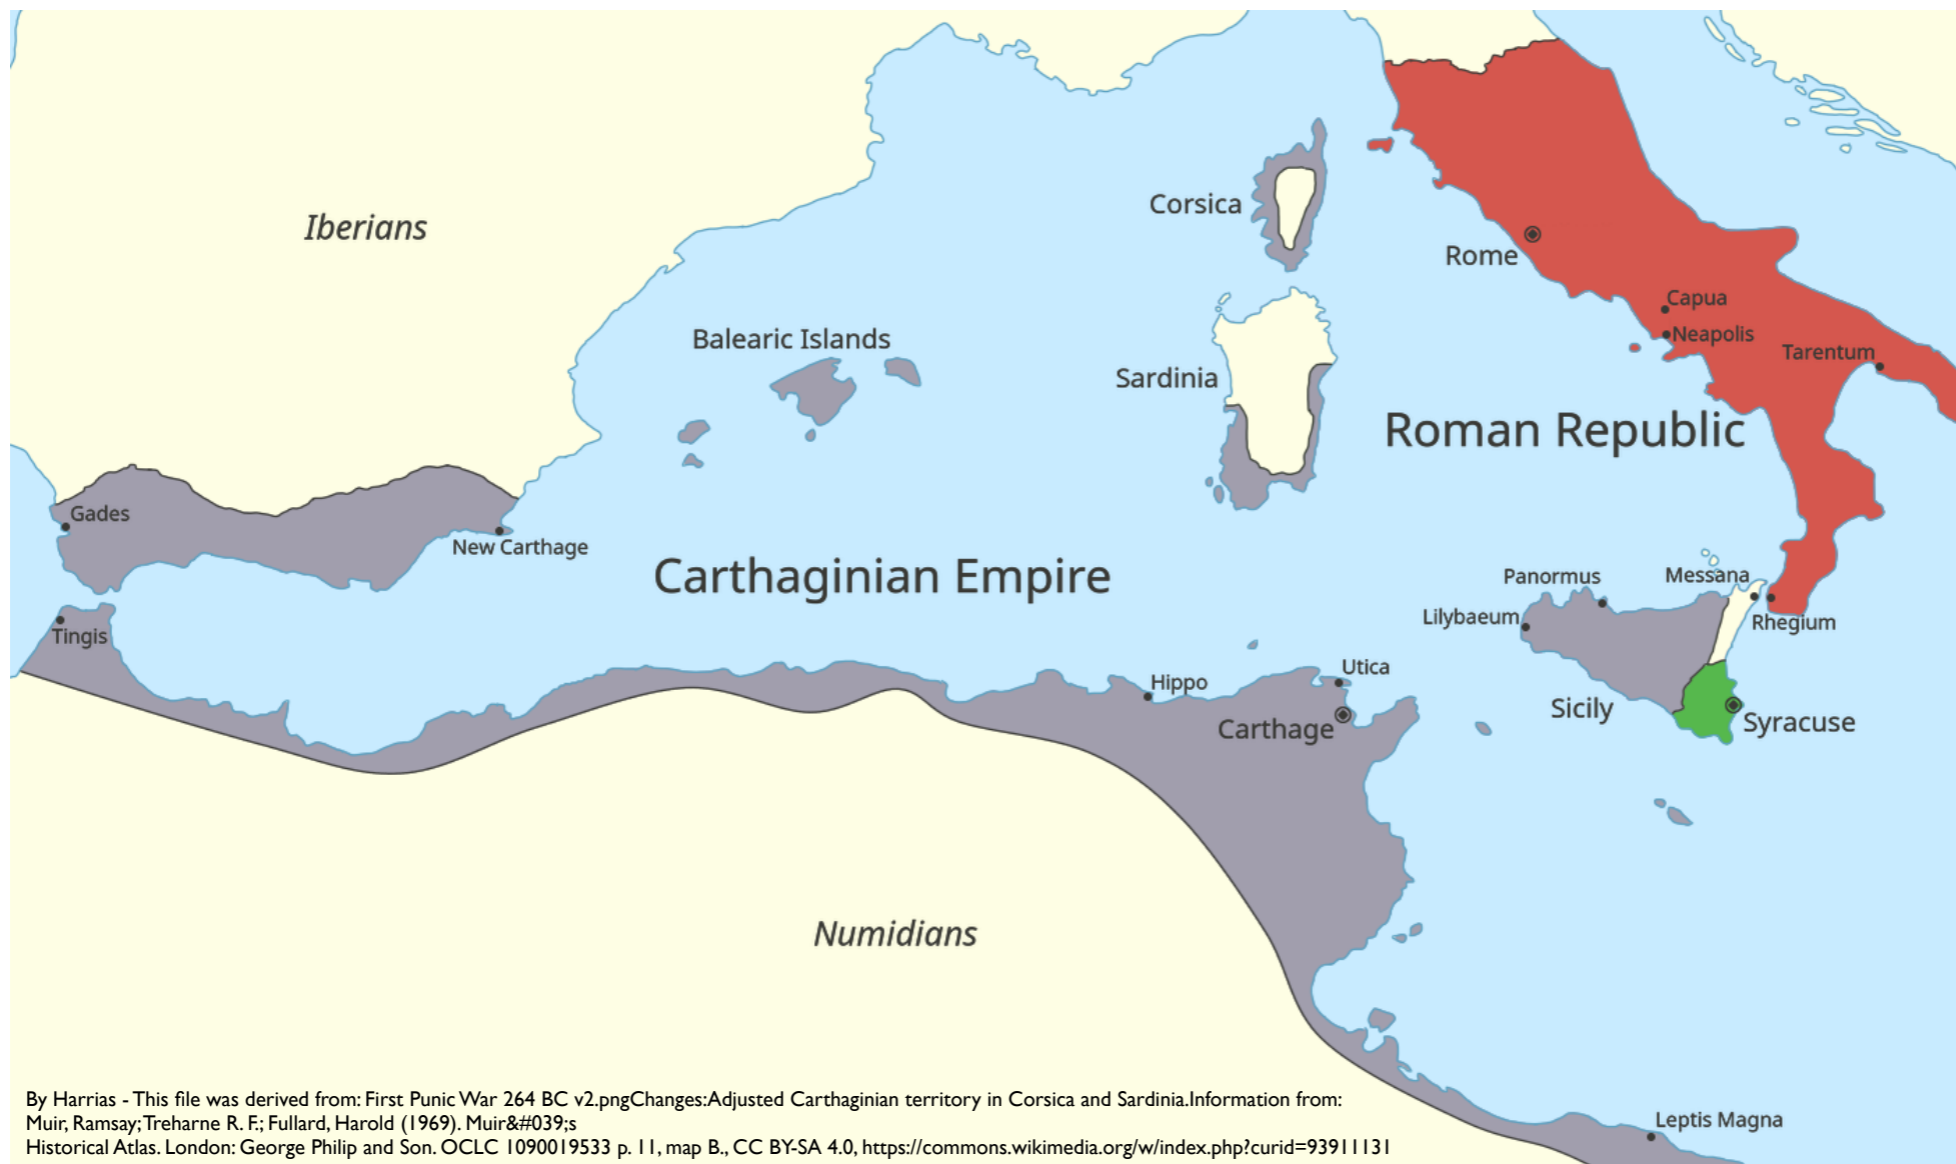 Iberians
Corsica
Rome
Capua
Neapolis
Balearic Islands
Tarentum
Sardinia
Roman Republic
Gades
New Carthage
Carthaginian Empire
Panormus
Messana
Lilybaeum
Rhegium
Tingis
Utica
Hippo
Sicily
Syracuse
Carthage
Numidians
By Harrias - This file was derived from: First Punic War 264 BC v2.pngChanges:Adjusted Carthaginian territory in Corsica and Sardinia.Information from:
Muir, Ramsay; Treharne R. F.; Fullard, Harold (1969). Muir&#039;s
Historical Atlas. London: George Philip and Son. OCLC 1090019533 p. 11, map B., CC BY-SA 4.0, https://commons.wikimedia.org/w/index.php?curid=93911131
Leptis Magna